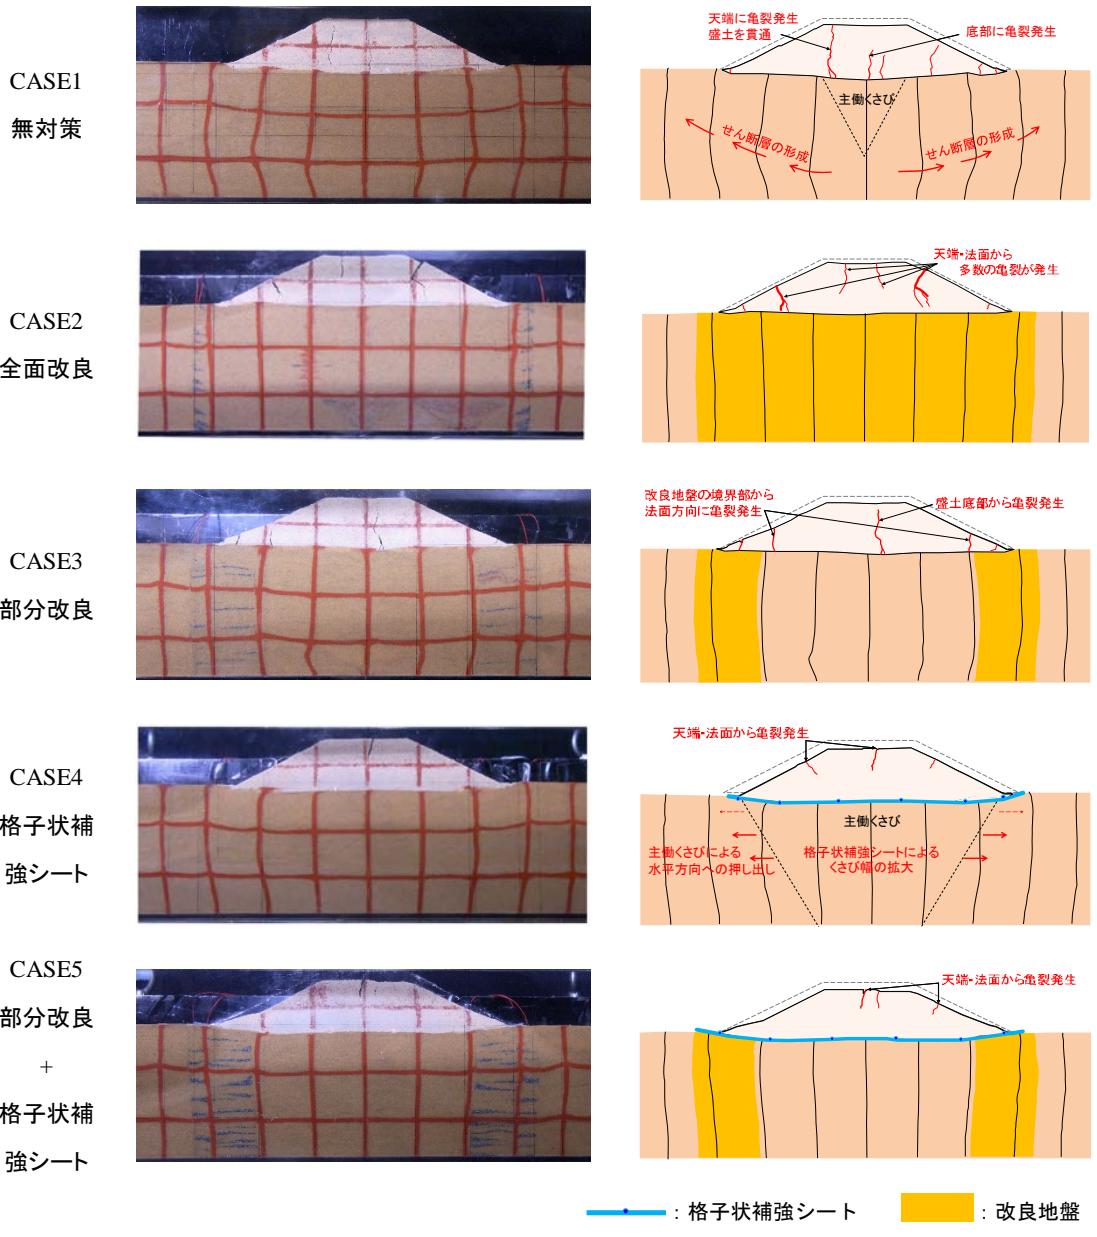 CASE1
無対策
天端に亀裂発生
盛土を貫通
底部に亀裂発生
主働くさび
せん断層の形成
せん断層の形成
CASE2
全面改良
天端・法面から
多数の亀裂が発生
CASE3
部分改良
改良地盤の境界部から
法面方向に亀裂発生
盛土底部から亀裂発生
CASE4
格子状補
強シート
天端・法面から亀裂発生
主働くさび
主働くさびによる
水平方向への押し出し
格子状補強シートによる
くさび幅の拡大
CASE5
部分改良
+
格子状補
強シート
天端・法面から亀裂発生
：格子状補強シート
：改良地盤